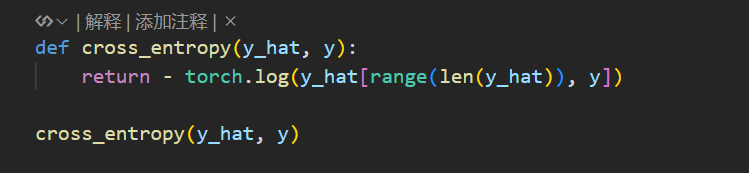 | 解释 | 添加注释 | ×
def cross_entropy(y_hat, y):
    return - torch.log(y_hat[range(len(y_hat)), y])
cross_entropy(y_hat, y)